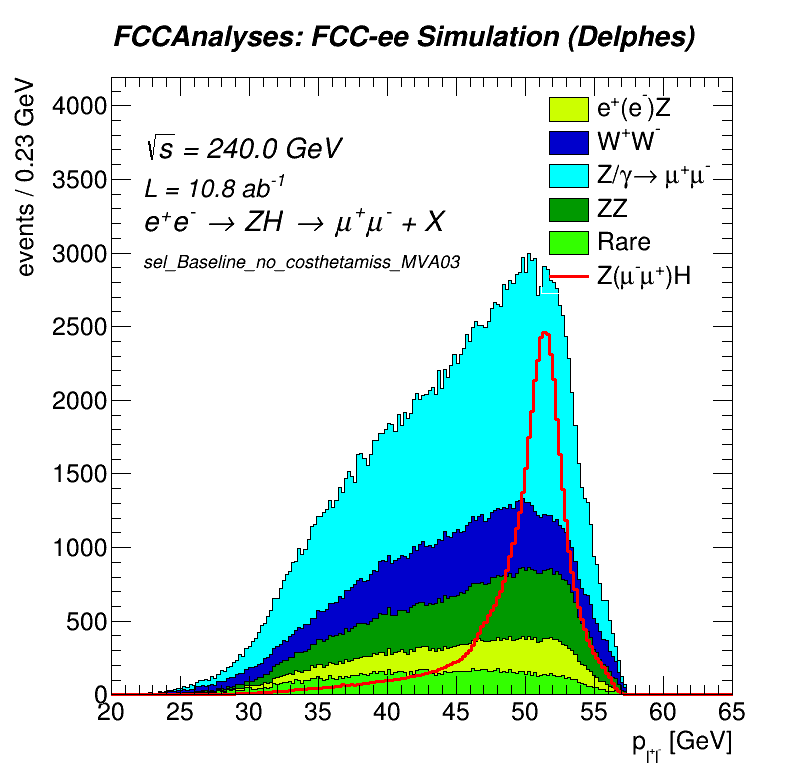 FCCAnalyses: FCC-ee Simulation (Delphes)
events / 0.23 GeV
4000
3500
3000
2500
2000
1500
1000
500
0
√s = 240.0 GeV
L = 10.8 ab⁻¹
e⁺e⁻ → ZH → μ⁺μ⁻ + X
sel_Baseline_no_costhetamiss_MVA03
e⁺(e⁻)Z
W⁺W⁻
Z/γ→ μ⁺μ⁻
ZZ
Rare
Z(μ⁻μ⁺)H
20 25 30 35 40 45 50 55 60 65
p_l⁺l⁻ [GeV]